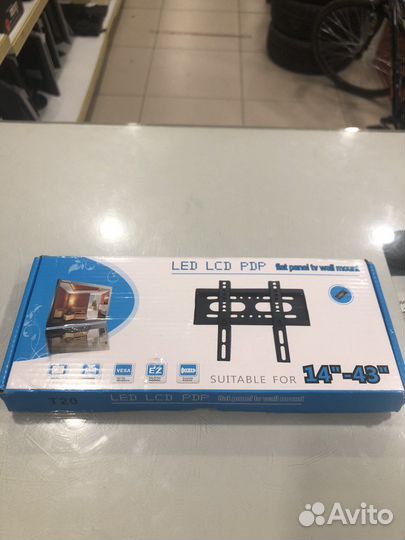 LED LCD PDP flat panel tv wall mount
VESA
E'Z
SUITABLE FOR 14"-43"
T20 LED LCD PDP flat panel tv wall mount
Avito